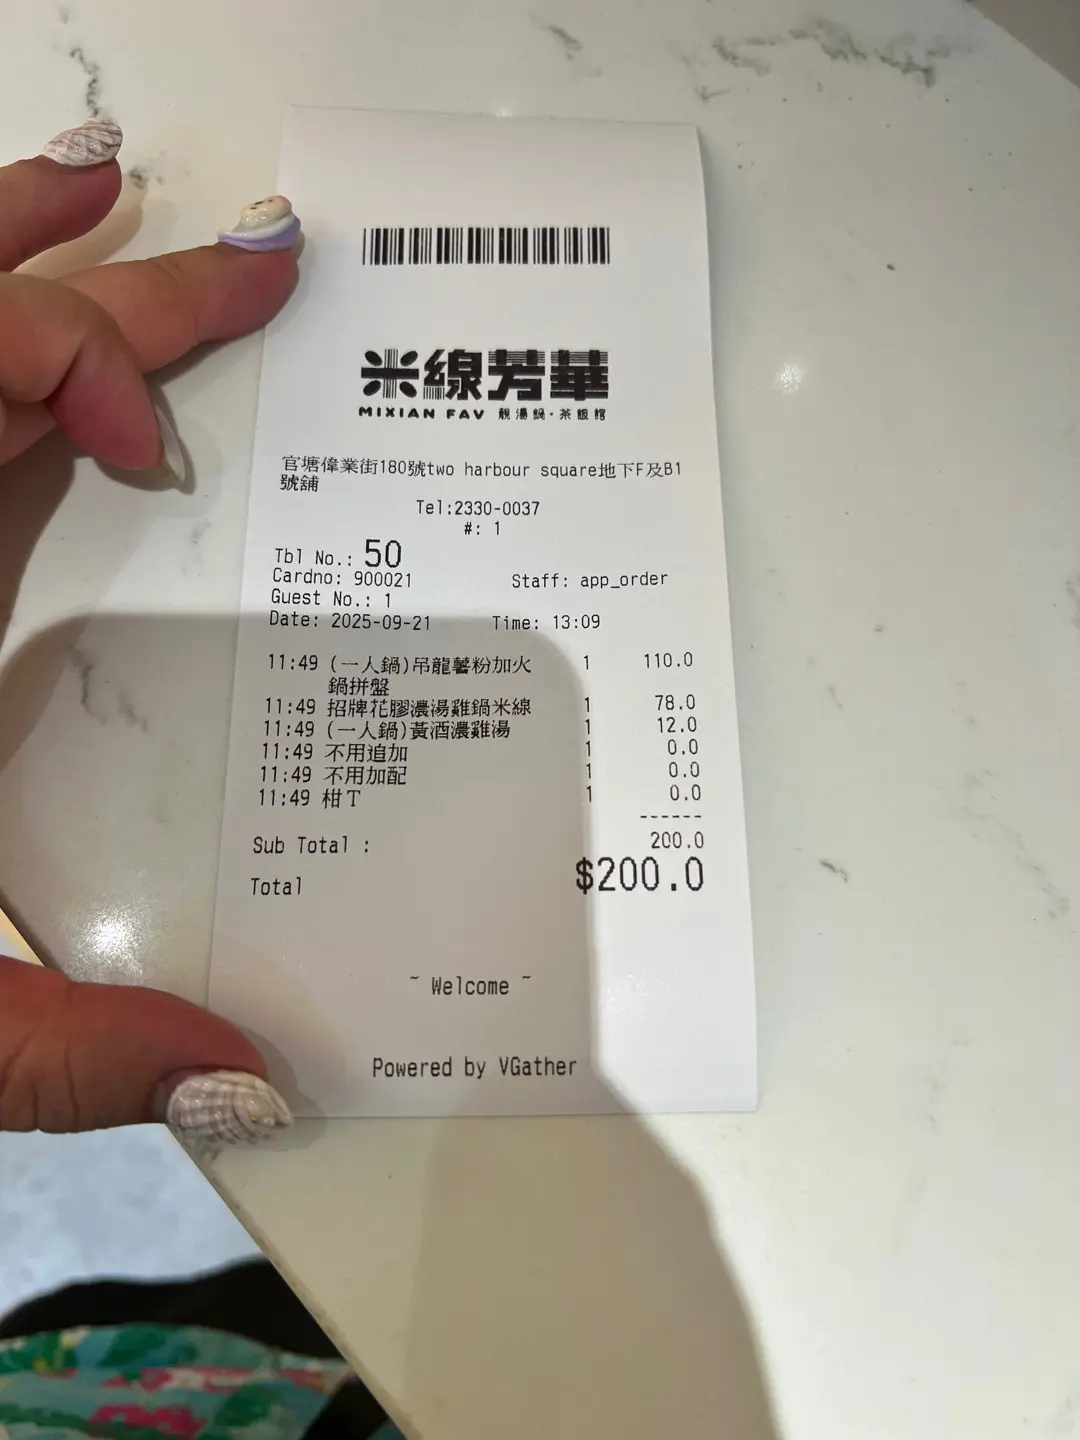 米線芳華
MIXIAN FAV 靚湯鍋・茶飯館
官塘偉業街180號two harbour square地下F及B1
號舖
Tel:2330-0037
#: 1
Tbl No.: 50
Cardno: 900021 Staff: app_order
Guest No.: 1
Date: 2025-09-21 Time: 13:09
11:49 (一人鍋)吊龍薯粉加火 1 110.0
鍋拼盤
11:49 招牌花膠濃湯雞鍋米線 1 78.0
11:49 (一人鍋)黃酒濃雞湯 1 12.0
11:49 不用追加 1 0.0
11:49 不用加配 1 0.0
11:49 柑T 1 0.0
------
Sub Total : 200.0
Total $200.0
~ Welcome ~
Powered by VGather